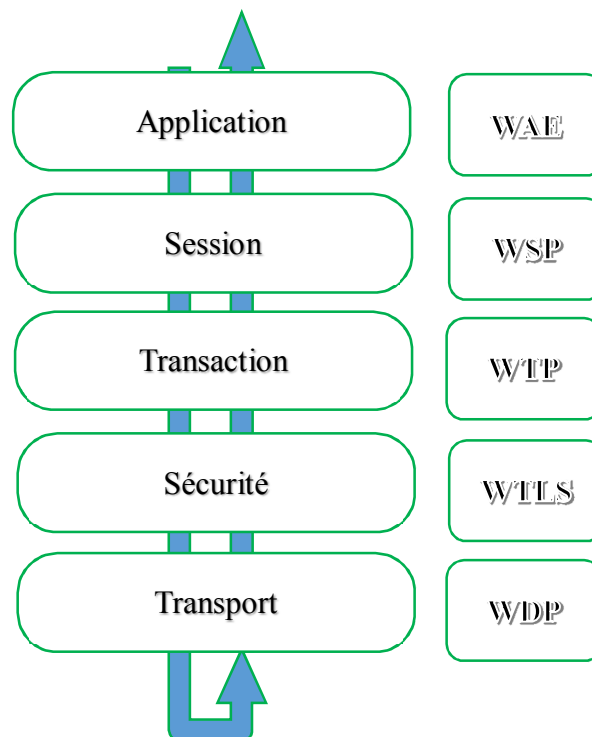 Application
WAE
Session
WSP
Transaction
WTP
Sécurité
WTLS
Transport
WDP